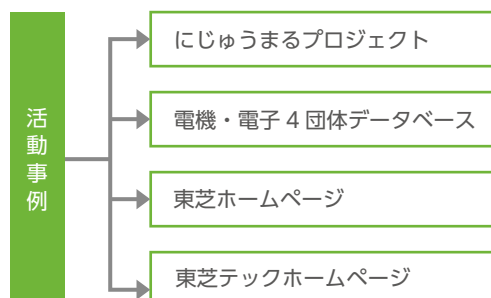 活動事例
にじゅうまるプロジェクト
電機・電子4団体データベース
東芝ホームページ
東芝テックホームページ